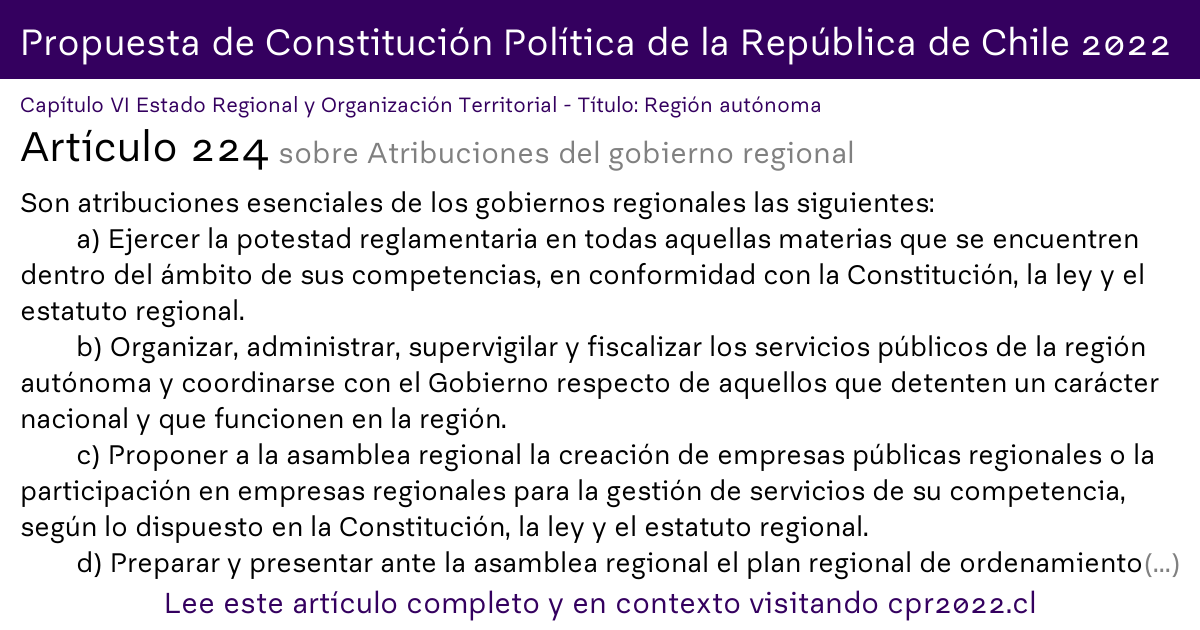 Propuesta de Constitución Política de la República de Chile 2022
Capítulo VI Estado Regional y Organización Territorial - Título: Región autónoma
Artículo 224 sobre Atribuciones del gobierno regional
Son atribuciones esenciales de los gobiernos regionales las siguientes:
a) Ejercer la potestad reglamentaria en todas aquellas materias que se encuentren
dentro del ámbito de sus competencias, en conformidad con la Constitución, la ley y el
estatuto regional.
b) Organizar, administrar, supervigilar y fiscalizar los servicios públicos de la región
autónoma y coordinarse con el Gobierno respecto de aquellos que detenten un carácter
nacional y que funcionen en la región.
c) Proponer a la asamblea regional la creación de empresas públicas regionales o la
participación en empresas regionales para la gestión de servicios de su competencia,
según lo dispuesto en la Constitución, la ley y el estatuto regional.
d) Preparar y presentar ante la asamblea regional el plan regional de ordenamiento(...)
Lee este artículo completo y en contexto visitando cpr2022.cl